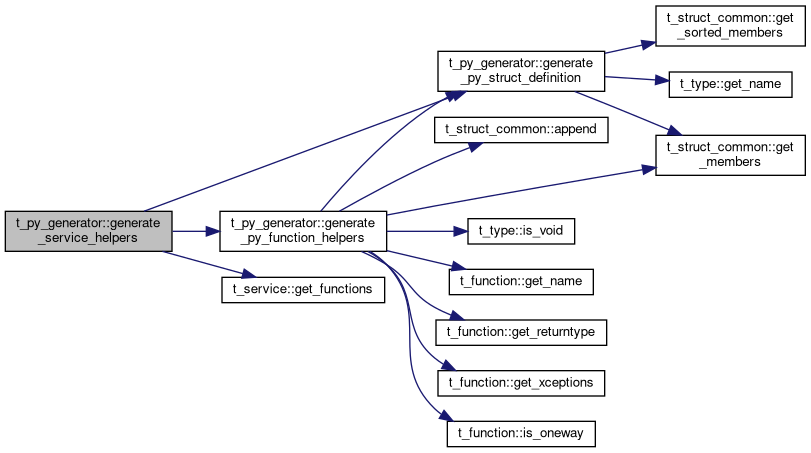 t_py_generator::generate
_service_helpers
t_py_generator::generate
_py_function_helpers
t_service::get_functions
t_py_generator::generate
_py_struct_definition
t_struct_common::append
t_type::is_void
t_function::get_name
t_function::get_returntype
t_function::get_xceptions
t_function::is_oneway
t_struct_common::get
_sorted_members
t_type::get_name
t_struct_common::get
_members